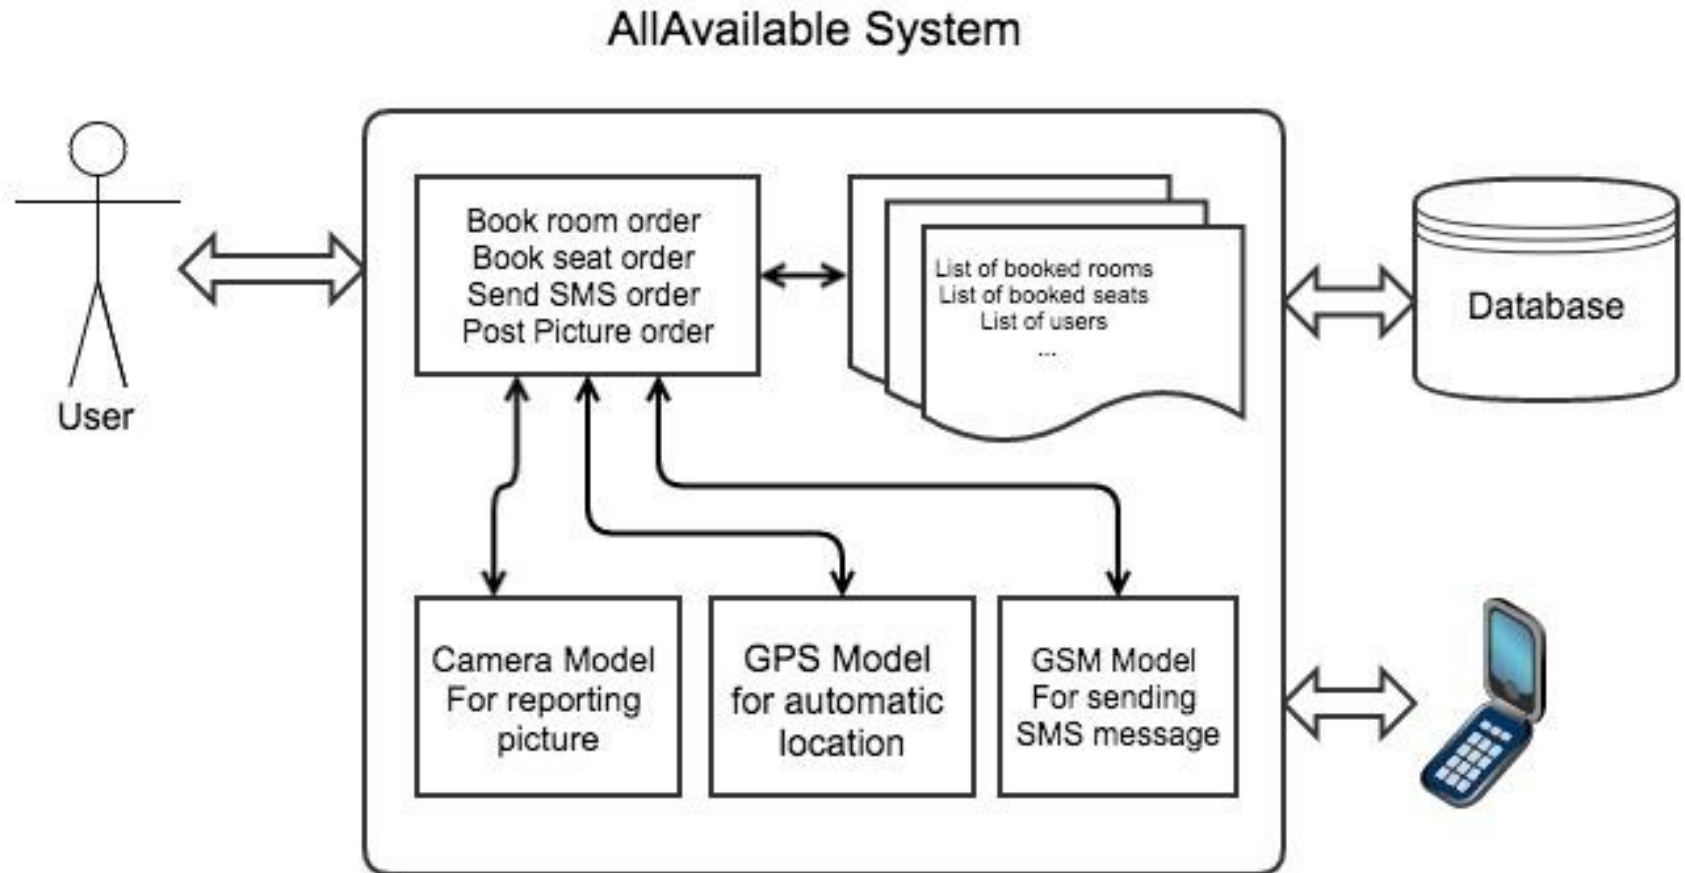 AllAvailable System
User
Book room order
Book seat order
Send SMS order
Post Picture order
List of booked rooms
List of booked seats
List of users
...
Database
Camera Model
For reporting
picture
GPS Model
for automatic
location
GSM Model
For sending
SMS message